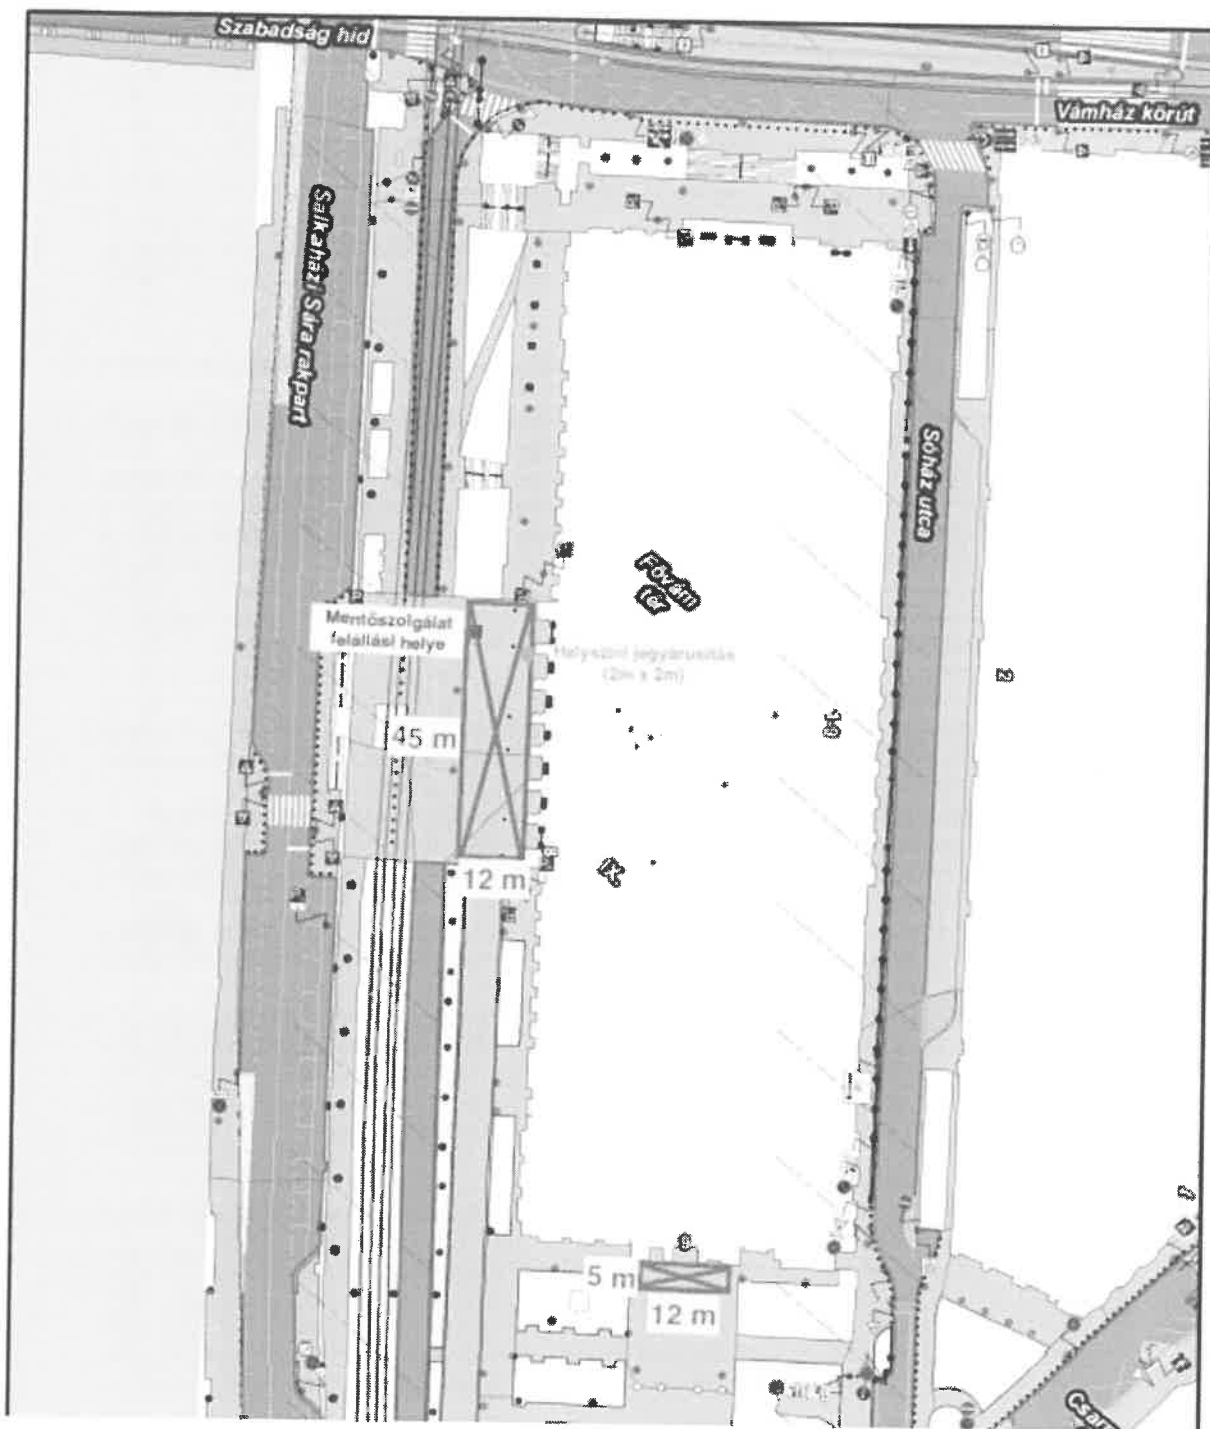 Szabadság híd
Vámház körút
Salkaházi Sára rakpart
Sóház utca
Fővám
tér
Mentőszolgálat
felállási helye
Helyszíni jegyárusítás
(2m x 2m)
45 m
12 m
IX.
5 m
12 m